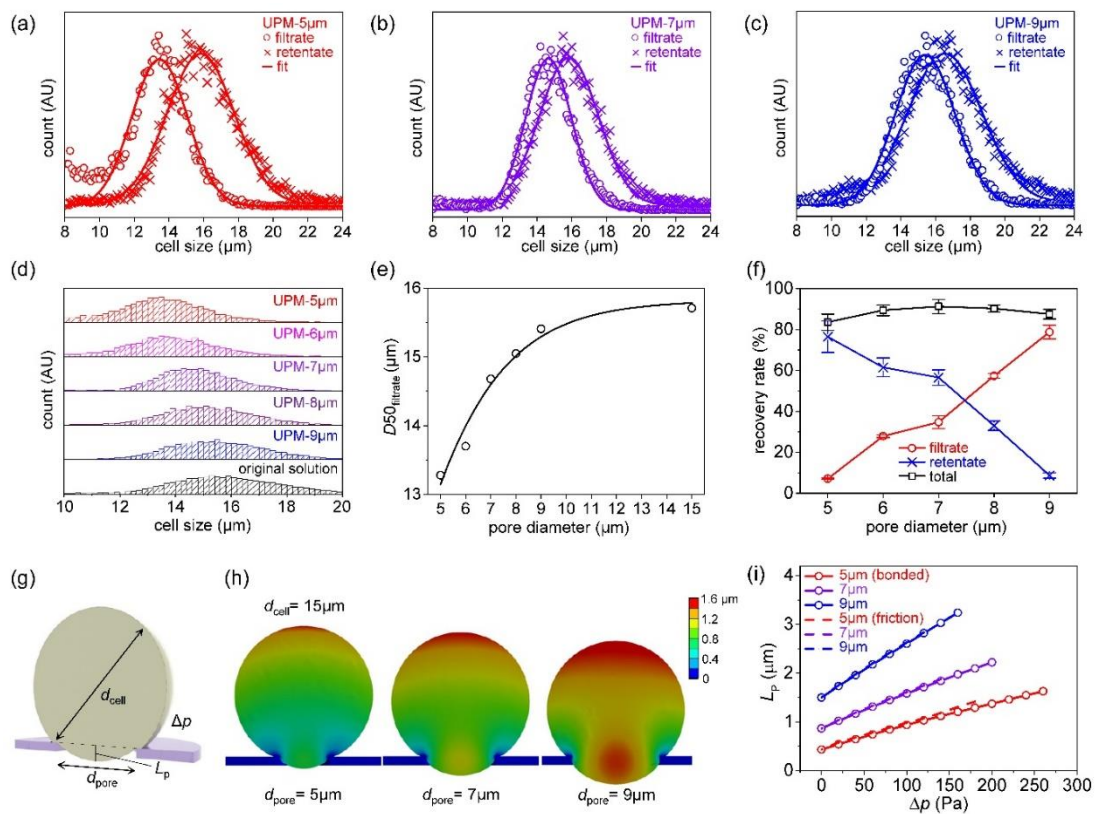 (a)
UPM-5µm
filtrate
retentate
fit
count (AU)
8 10 12 14 16 18 20 22 24
cell size (µm)
(b)
UPM-7µm
filtrate
retentate
fit
count (AU)
8 10 12 14 16 18 20 22 24
cell size (µm)
(c)
UPM-9µm
filtrate
retentate
fit
count (AU)
8 10 12 14 16 18 20 22 24
cell size (µm)
(d)
UPM-5µm
UPM-6µm
UPM-7µm
UPM-8µm
UPM-9µm
original solution
count (AU)
10 12 14 16 18 20
cell size (µm)
(e)
16
15
14
13
D50filtrate (µm)
5 6 7 8 9 10 11 12 13 14 15
pore diameter (µm)
(f)
100
80
60
40
20
0
recovery rate (%)
filtrate
retentate
total
5 6 7 8 9
pore diameter (µm)
(g)
dcell
Δp
Lp
dpore
(h)
dcell= 15µm
1.6 µm
1.2
0.8
0.4
0
dpore= 5µm
dpore= 7µm
dpore= 9µm
(i)
4
3
2
1
0
Lp (µm)
5µm (bonded)
7µm
9µm
5µm (friction)
7µm
9µm
0 50 100 150 200 250 300
Δp (Pa)